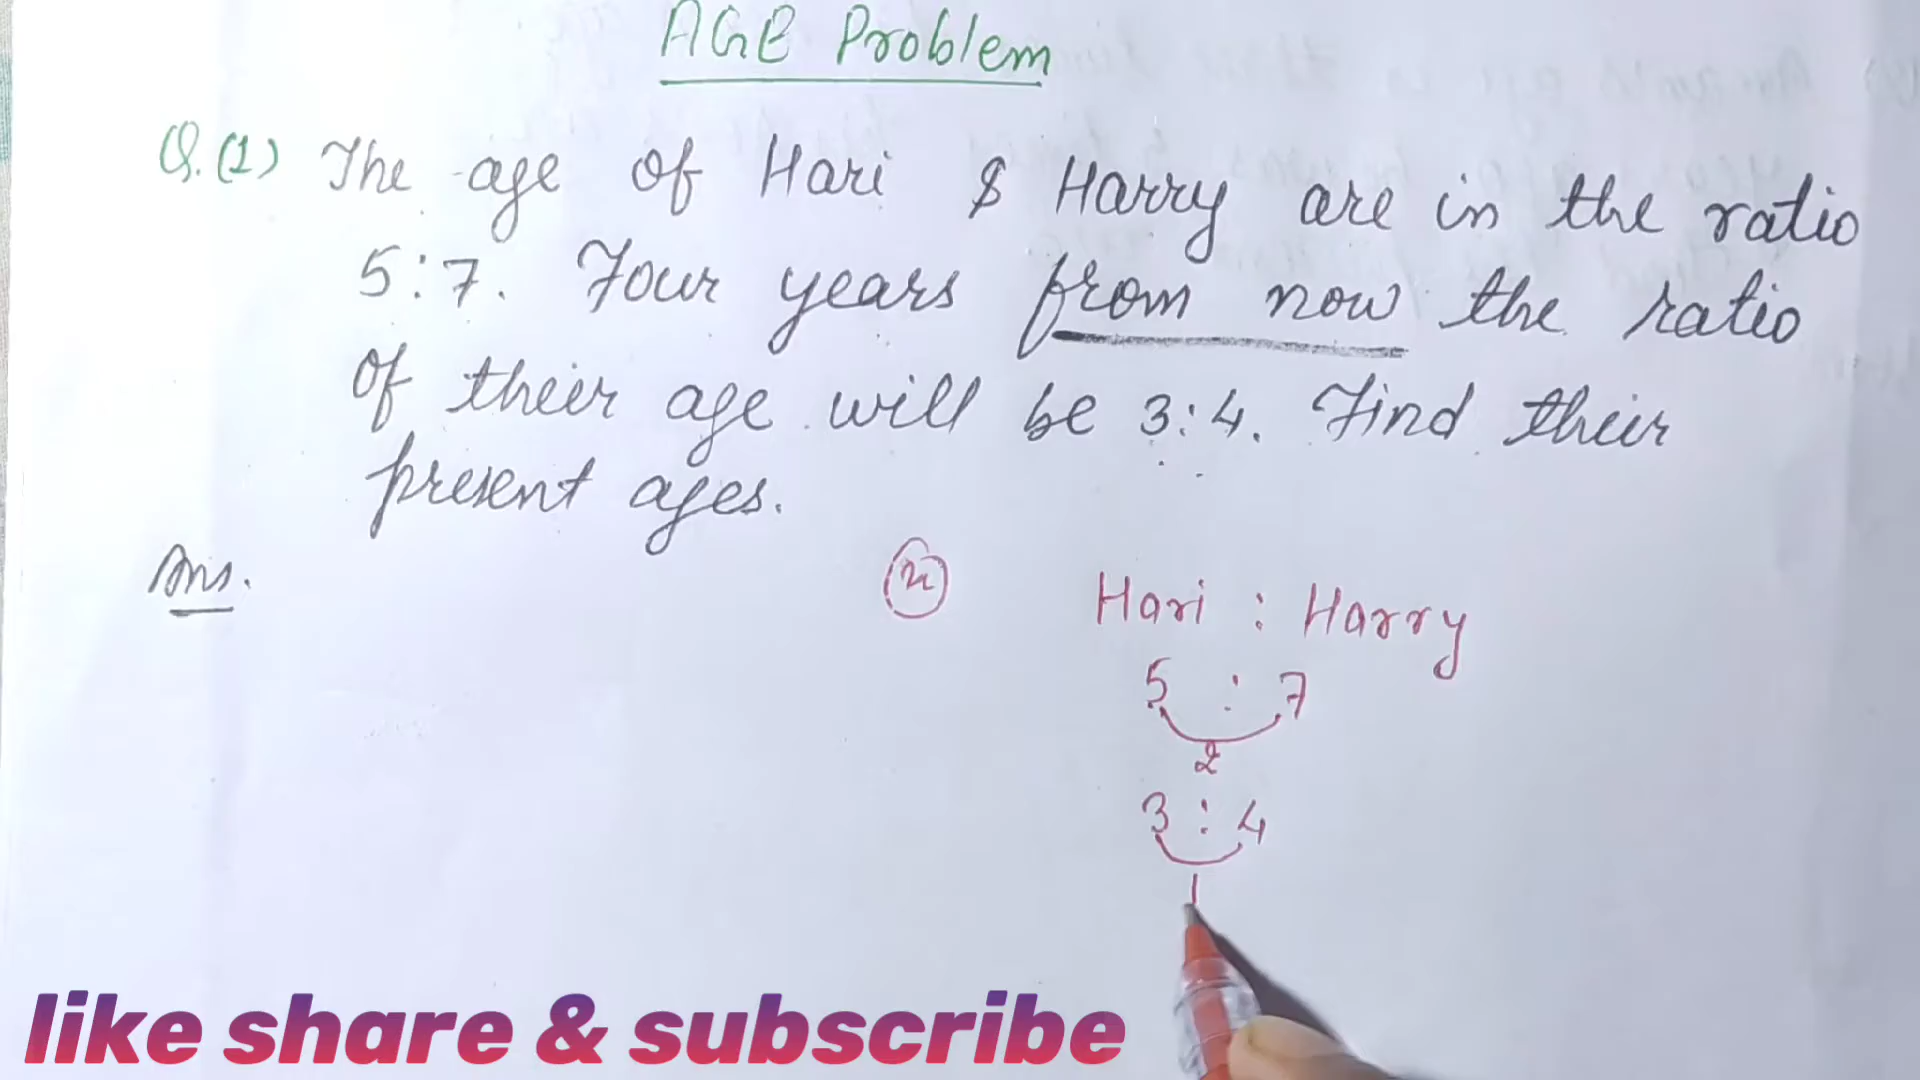 AGE Problem
Q.(1) The age of Hari & Harry are in the ratio
5:7. Four years from now the ratio
of their age will be 3:4. Find their
present ages.
Ans.
x
Hari : Harry
5 : 7
2
3 : 4
1
like share & subscribe